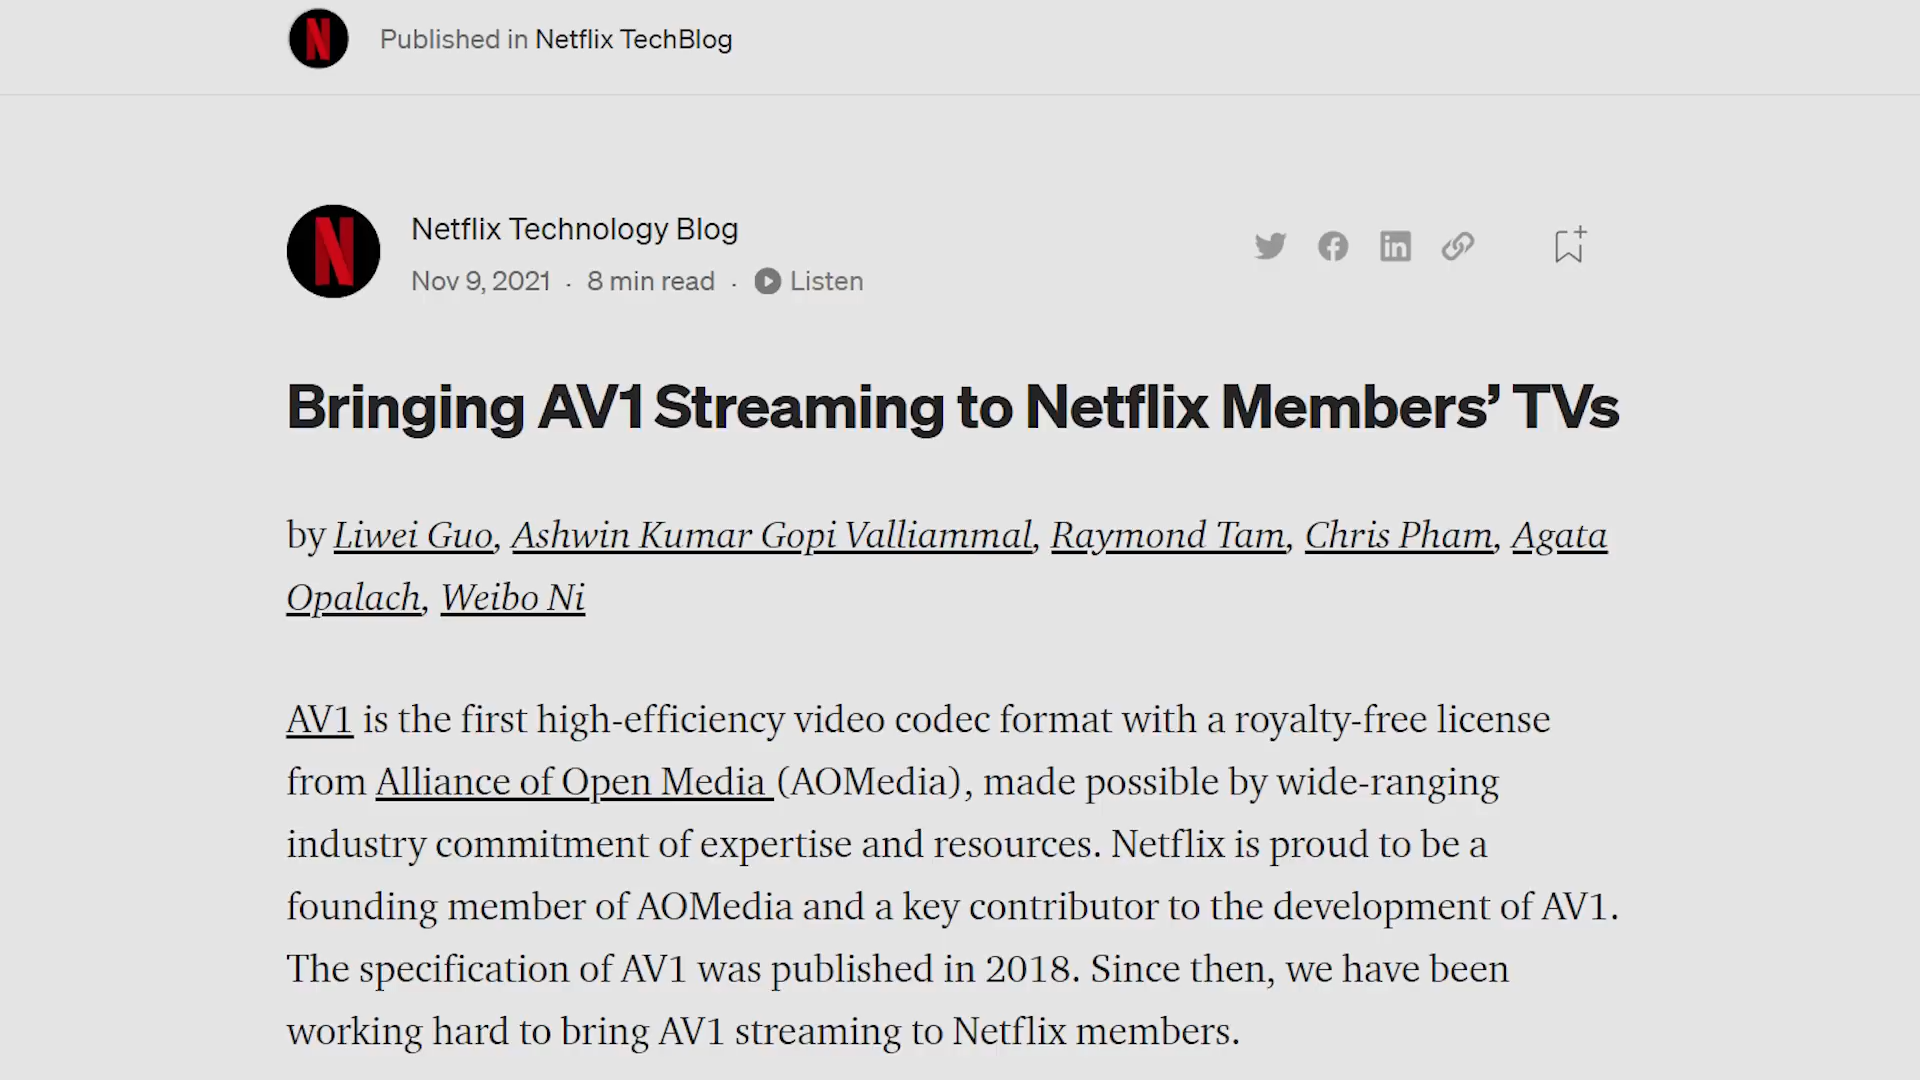 Published in Netflix TechBlog
Netflix Technology Blog
Nov 9, 2021 · 8 min read · Listen
Bringing AV1 Streaming to Netflix Members’ TVs
by Liwei Guo, Ashwin Kumar Gopi Valliammal, Raymond Tam, Chris Pham, Agata
Opalach, Weibo Ni
AV1 is the first high-efficiency video codec format with a royalty-free license
from Alliance of Open Media (AOMedia), made possible by wide-ranging
industry commitment of expertise and resources. Netflix is proud to be a
founding member of AOMedia and a key contributor to the development of AV1.
The specification of AV1 was published in 2018. Since then, we have been
working hard to bring AV1 streaming to Netflix members.